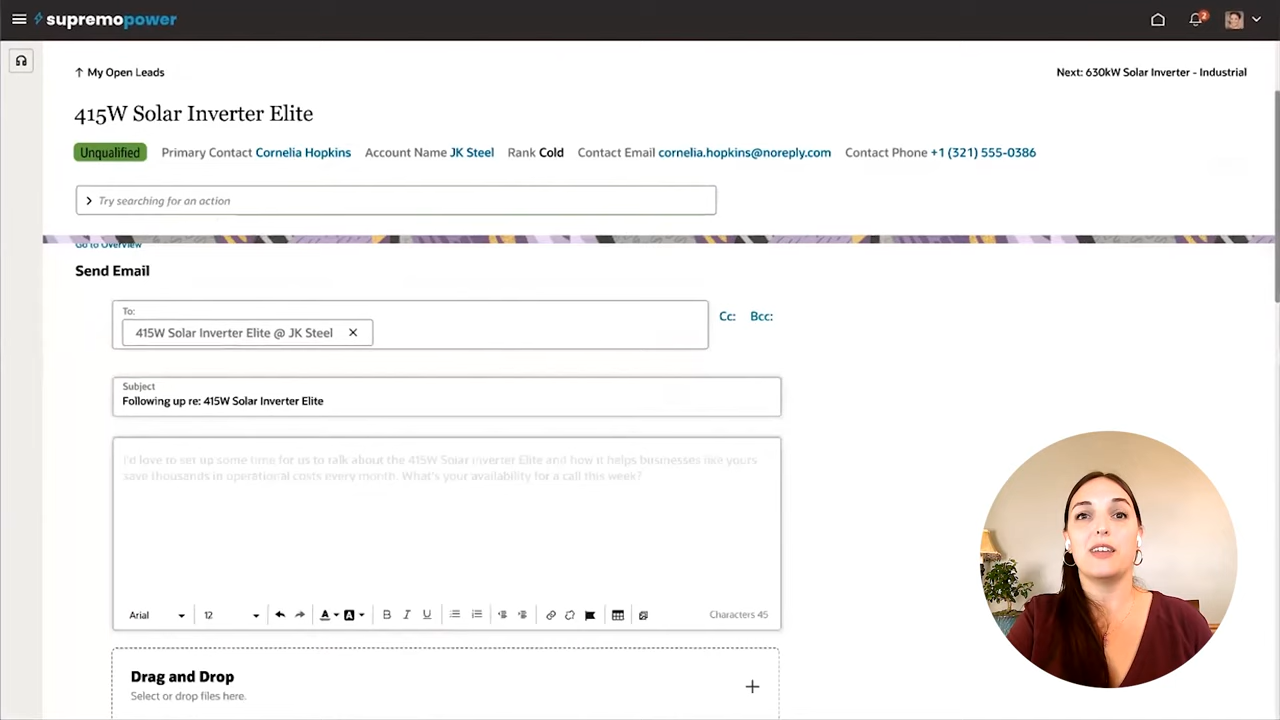 supremopower
2
My Open Leads
Next: 630kW Solar Inverter - Industrial
415W Solar Inverter Elite
Unqualified Primary Contact Cornelia Hopkins Account Name JK Steel Rank Cold Contact Email cornelia.hopkins@noreply.com Contact Phone +1 (321) 555-0386
Try searching for an action
Go to Overview
Send Email
To:
415W Solar Inverter Elite @ JK Steel
Cc: Bcc:
Subject
Following up re: 415W Solar Inverter Elite
I'd love to set up some time for us to talk about the 415W Solar Inverter Elite and how it helps businesses like yours
save thousands in operational costs every month. What's your availability for a call this week?
Arial 12 A A B I U Characters 45
Drag and Drop
Select or drop files here.